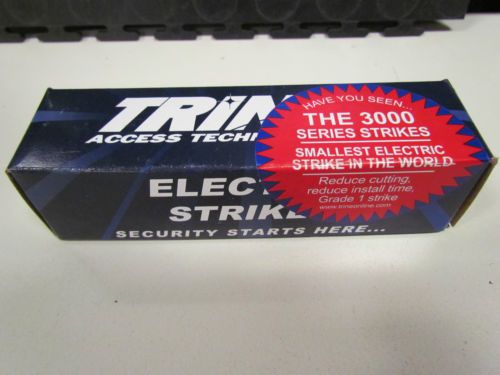 TRIN
ACCESS TECHN
ELECT
STRIKE
SECURITY STARTS HERE...
HAVE YOU SEEN...
THE 3000
SERIES STRIKES
SMALLEST ELECTRIC
STRIKE IN THE WORLD.
Reduce cutting,
reduce install time,
Grade 1 strike
www.trineonline.com